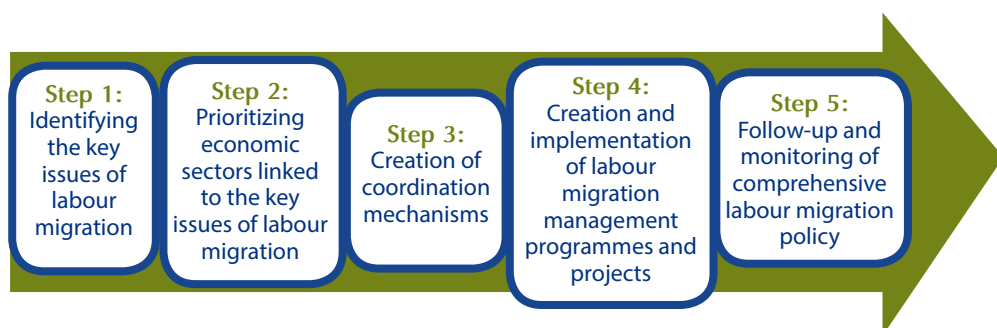 Step 1:
Identifying
the key
issues of
labour
migration
Step 2:
Prioritizing
economic
sectors linked
to the key
issues of labour
migration
Step 3:
Creation of
coordination
mechanisms
Step 4:
Creation and
implementation
of labour
migration
management
programmes and
projects
Step 5:
Follow-up and
monitoring of
comprehensive
labour migration
policy